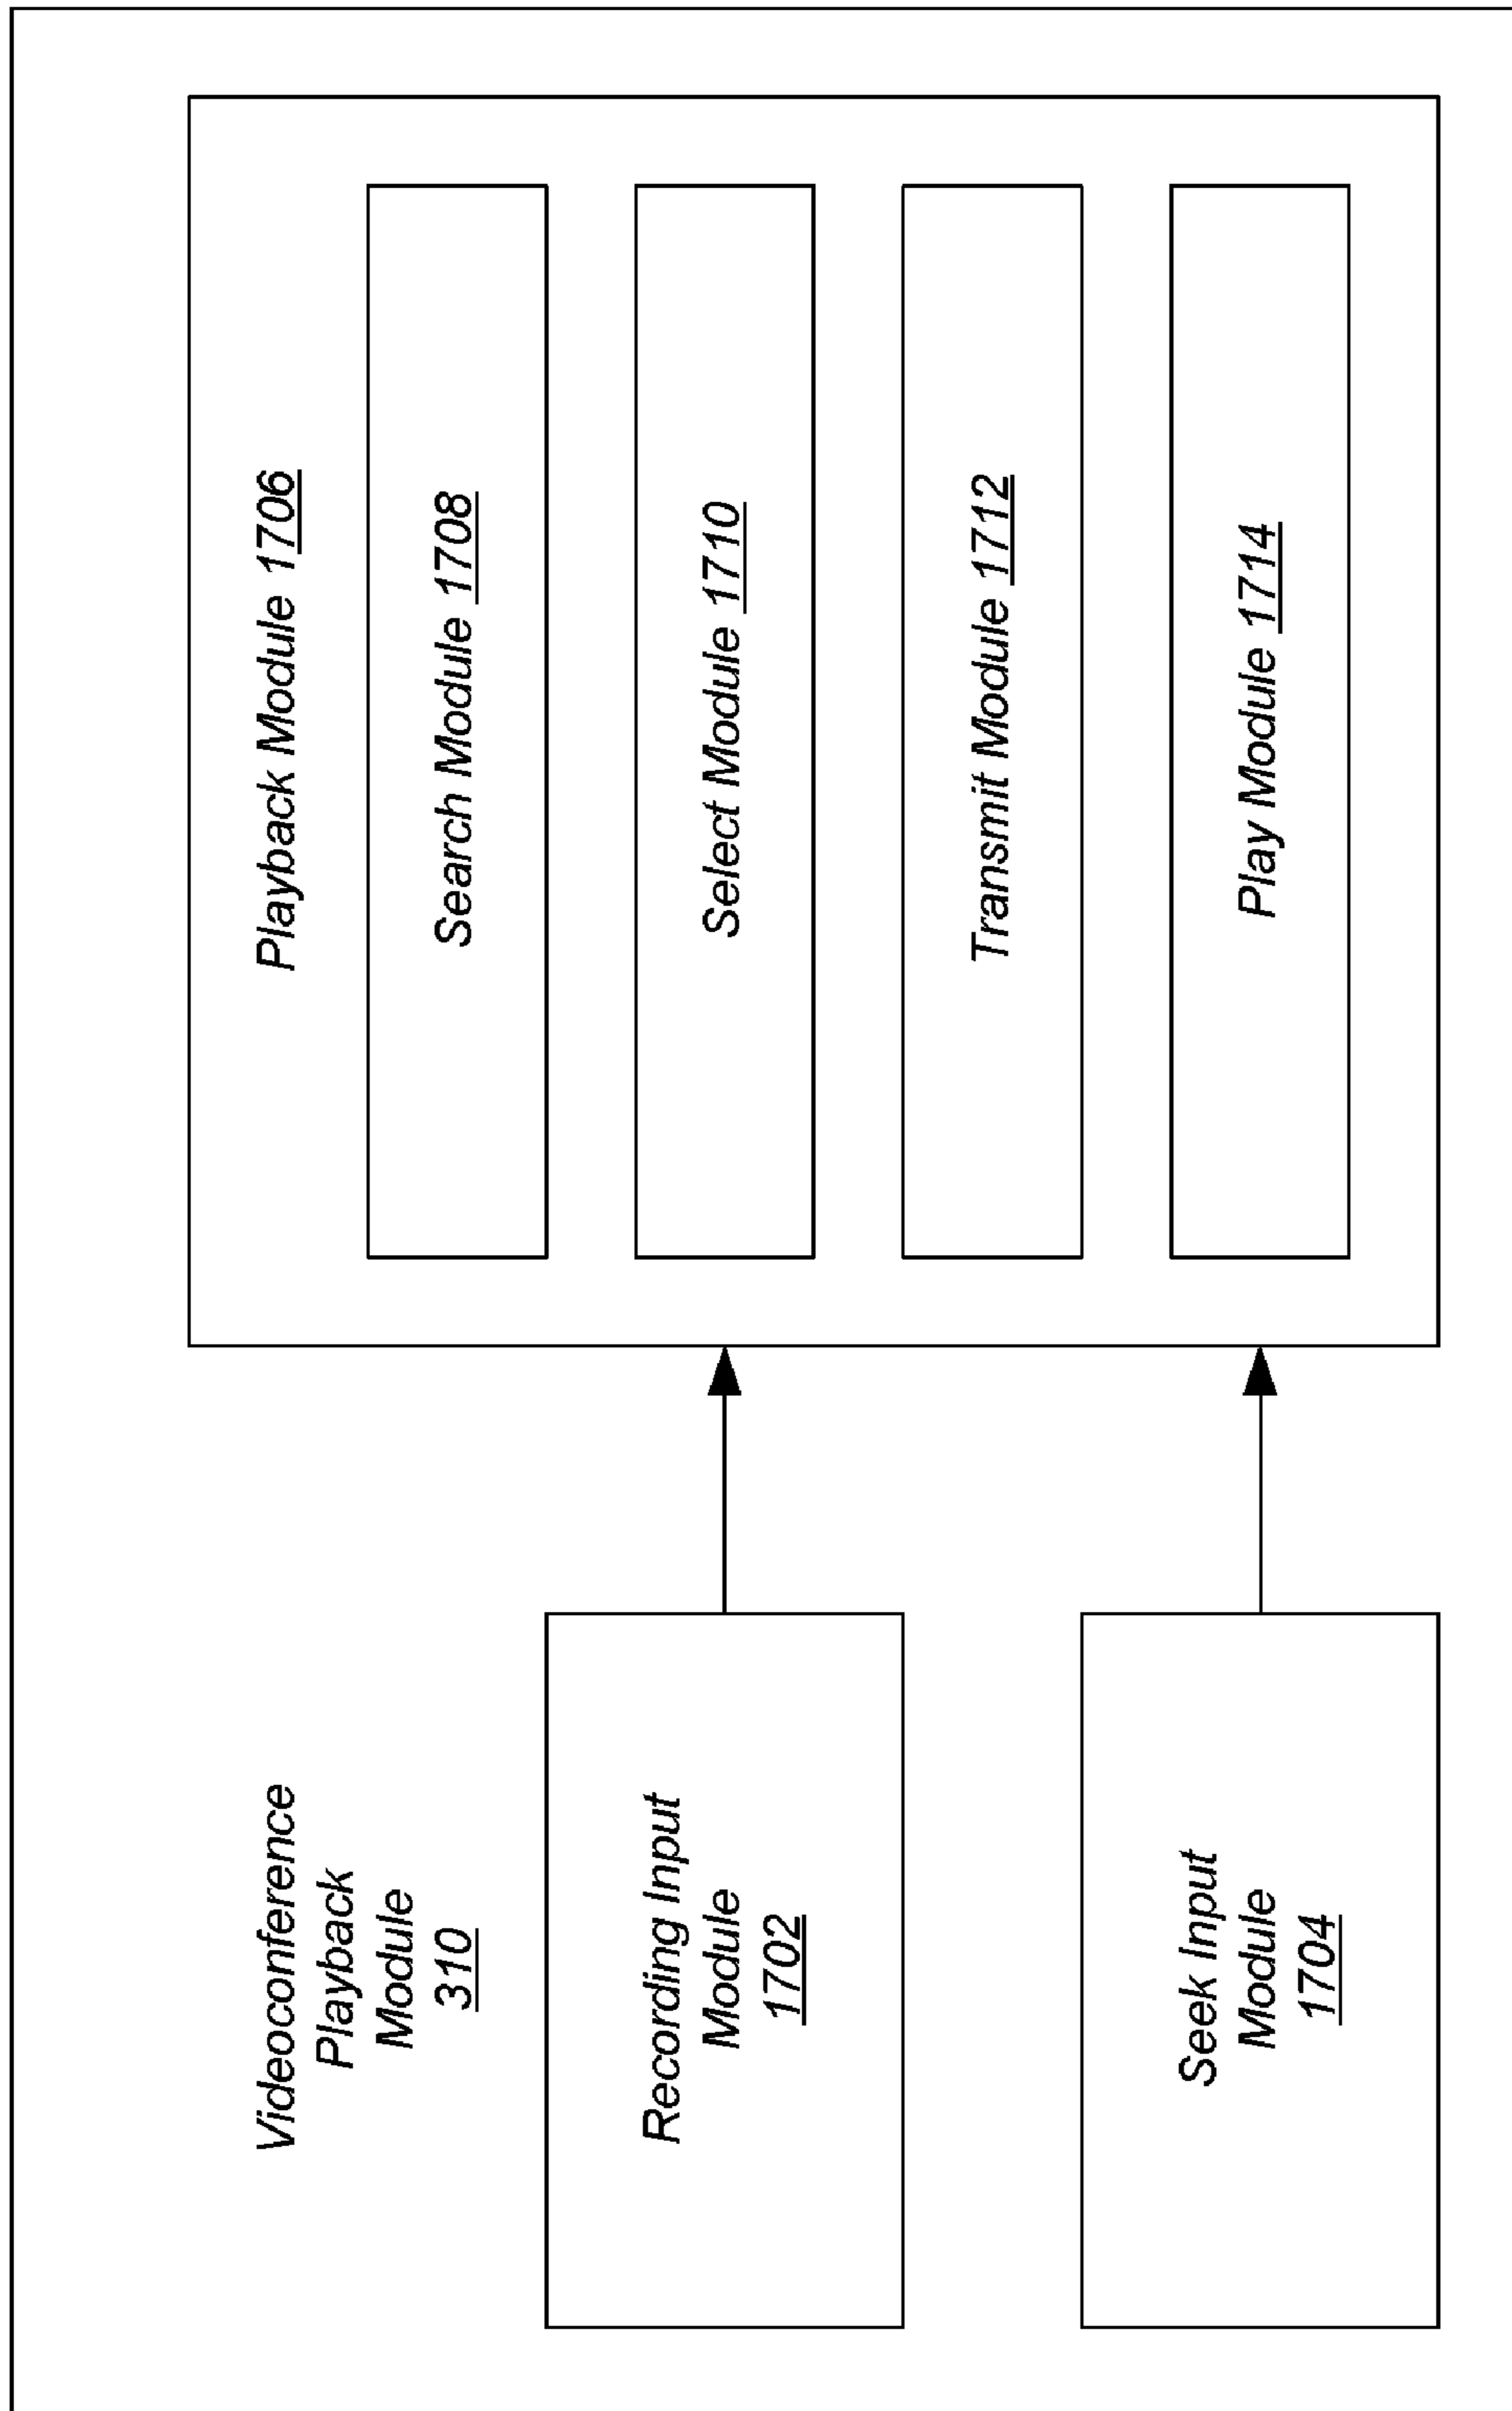 Videoconference
Playback
Module
310
Recording Input
Module
1702
Seek Input
Module
1704
Playback Module 1706
Search Module 1708
Select Module 1710
Transmit Module 1712
Play Module 1714